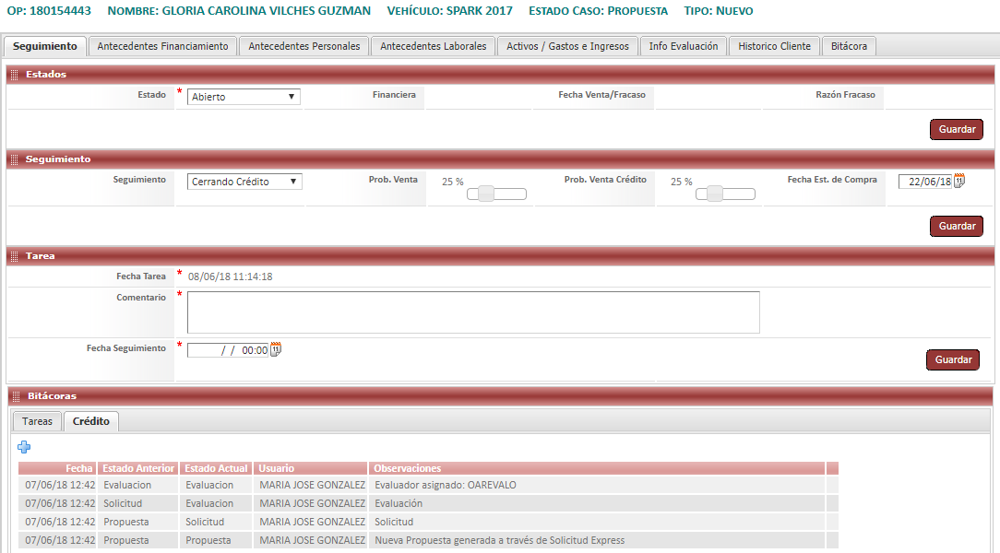 OP: 180154443 NOMBRE: GLORIA CAROLINA VILCHES GUZMAN VEHÍCULO: SPARK 2017 ESTADO CASO: PROPUESTA TIPO: NUEVO
Seguimiento Antecedentes Financiamiento Antecedentes Personales Antecedentes Laborales Activos / Gastos e Ingresos Info Evaluación Historico Cliente Bitácora
Estados
Estado * Abierto Financiera Fecha Venta/Fracaso Razón Fracaso
Guardar
Seguimiento
Seguimiento Cerrando Crédito Prob. Venta 25 % Prob. Venta Crédito 25 % Fecha Est. de Compra 22/06/18
Guardar
Tarea
Fecha Tarea * 08/06/18 11:14:18
Comentario *
Fecha Seguimiento * / / 00:00
Guardar
Bitácoras
Tareas Crédito
Fecha Estado Anterior Estado Actual Usuario Observaciones
07/06/18 12:42 Evaluacion Evaluacion MARIA JOSE GONZALEZ Evaluador asignado: OAREVALO
07/06/18 12:42 Solicitud Evaluacion MARIA JOSE GONZALEZ Evaluación
07/06/18 12:42 Propuesta Solicitud MARIA JOSE GONZALEZ Solicitud
07/06/18 12:42 Propuesta Propuesta MARIA JOSE GONZALEZ Nueva Propuesta generada a través de Solicitud Express